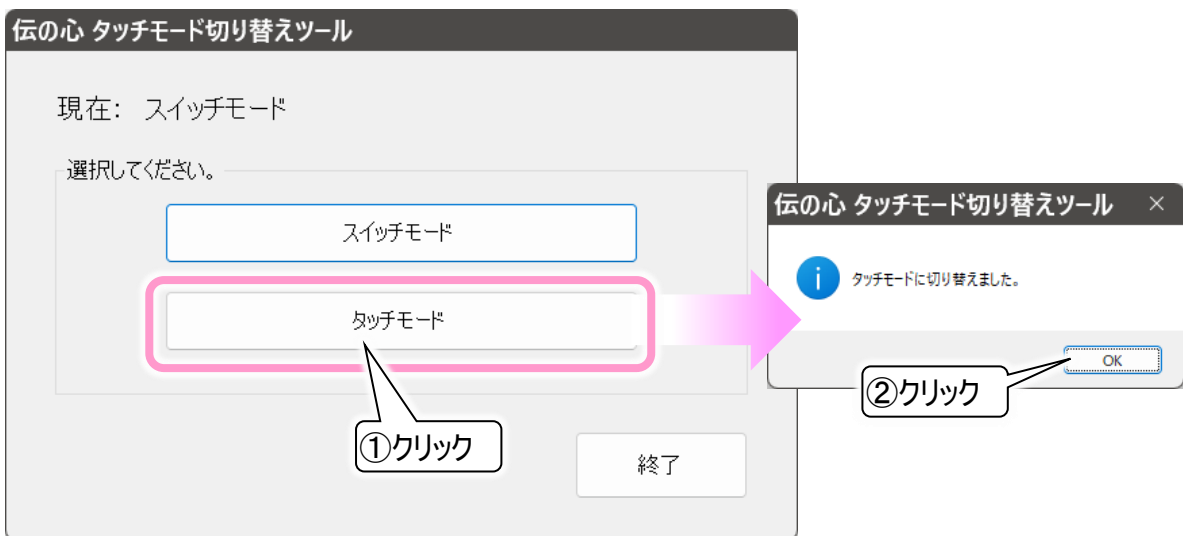 伝の心 タッチモード切り替えツール
現在： スイッチモード
選択してください。
スイッチモード
タッチモード
①クリック
終了
伝の心 タッチモード切り替えツール
タッチモードに切り替えました。
OK
②クリック